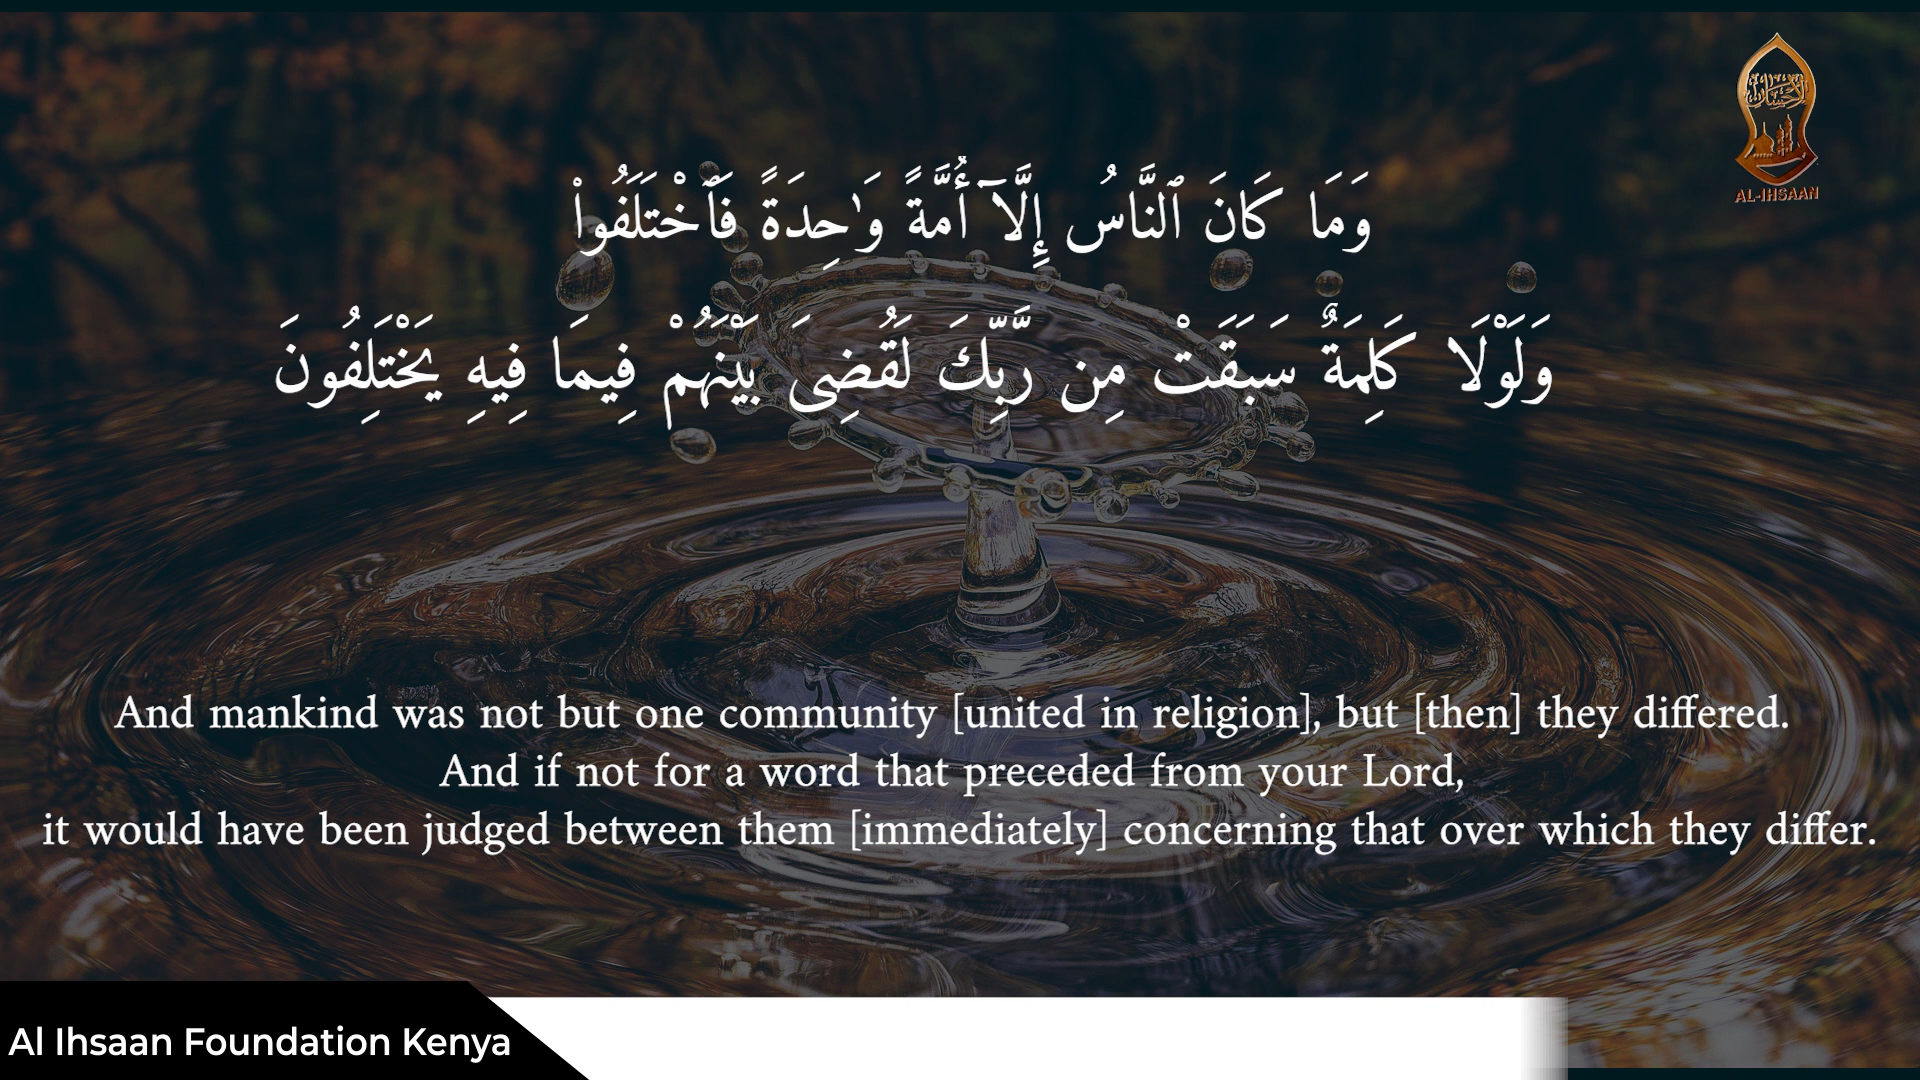 الإحسان
AL-IHSAAN
وَمَا كَانَ ٱلنَّاسُ إِلَّآ أُمَّةً وَٰحِدَةً فَٱخْتَلَفُوا۟
وَلَوْلَا كَلِمَةٌ سَبَقَتْ مِن رَّبِّكَ لَقُضِىَ بَيْنَهُمْ فِيمَا فِيهِ يَخْتَلِفُونَ
And mankind was not but one community [united in religion], but [then] they differed.
And if not for a word that preceded from your Lord,
it would have been judged between them [immediately] concerning that over which they differ.
Al Ihsaan Foundation Kenya